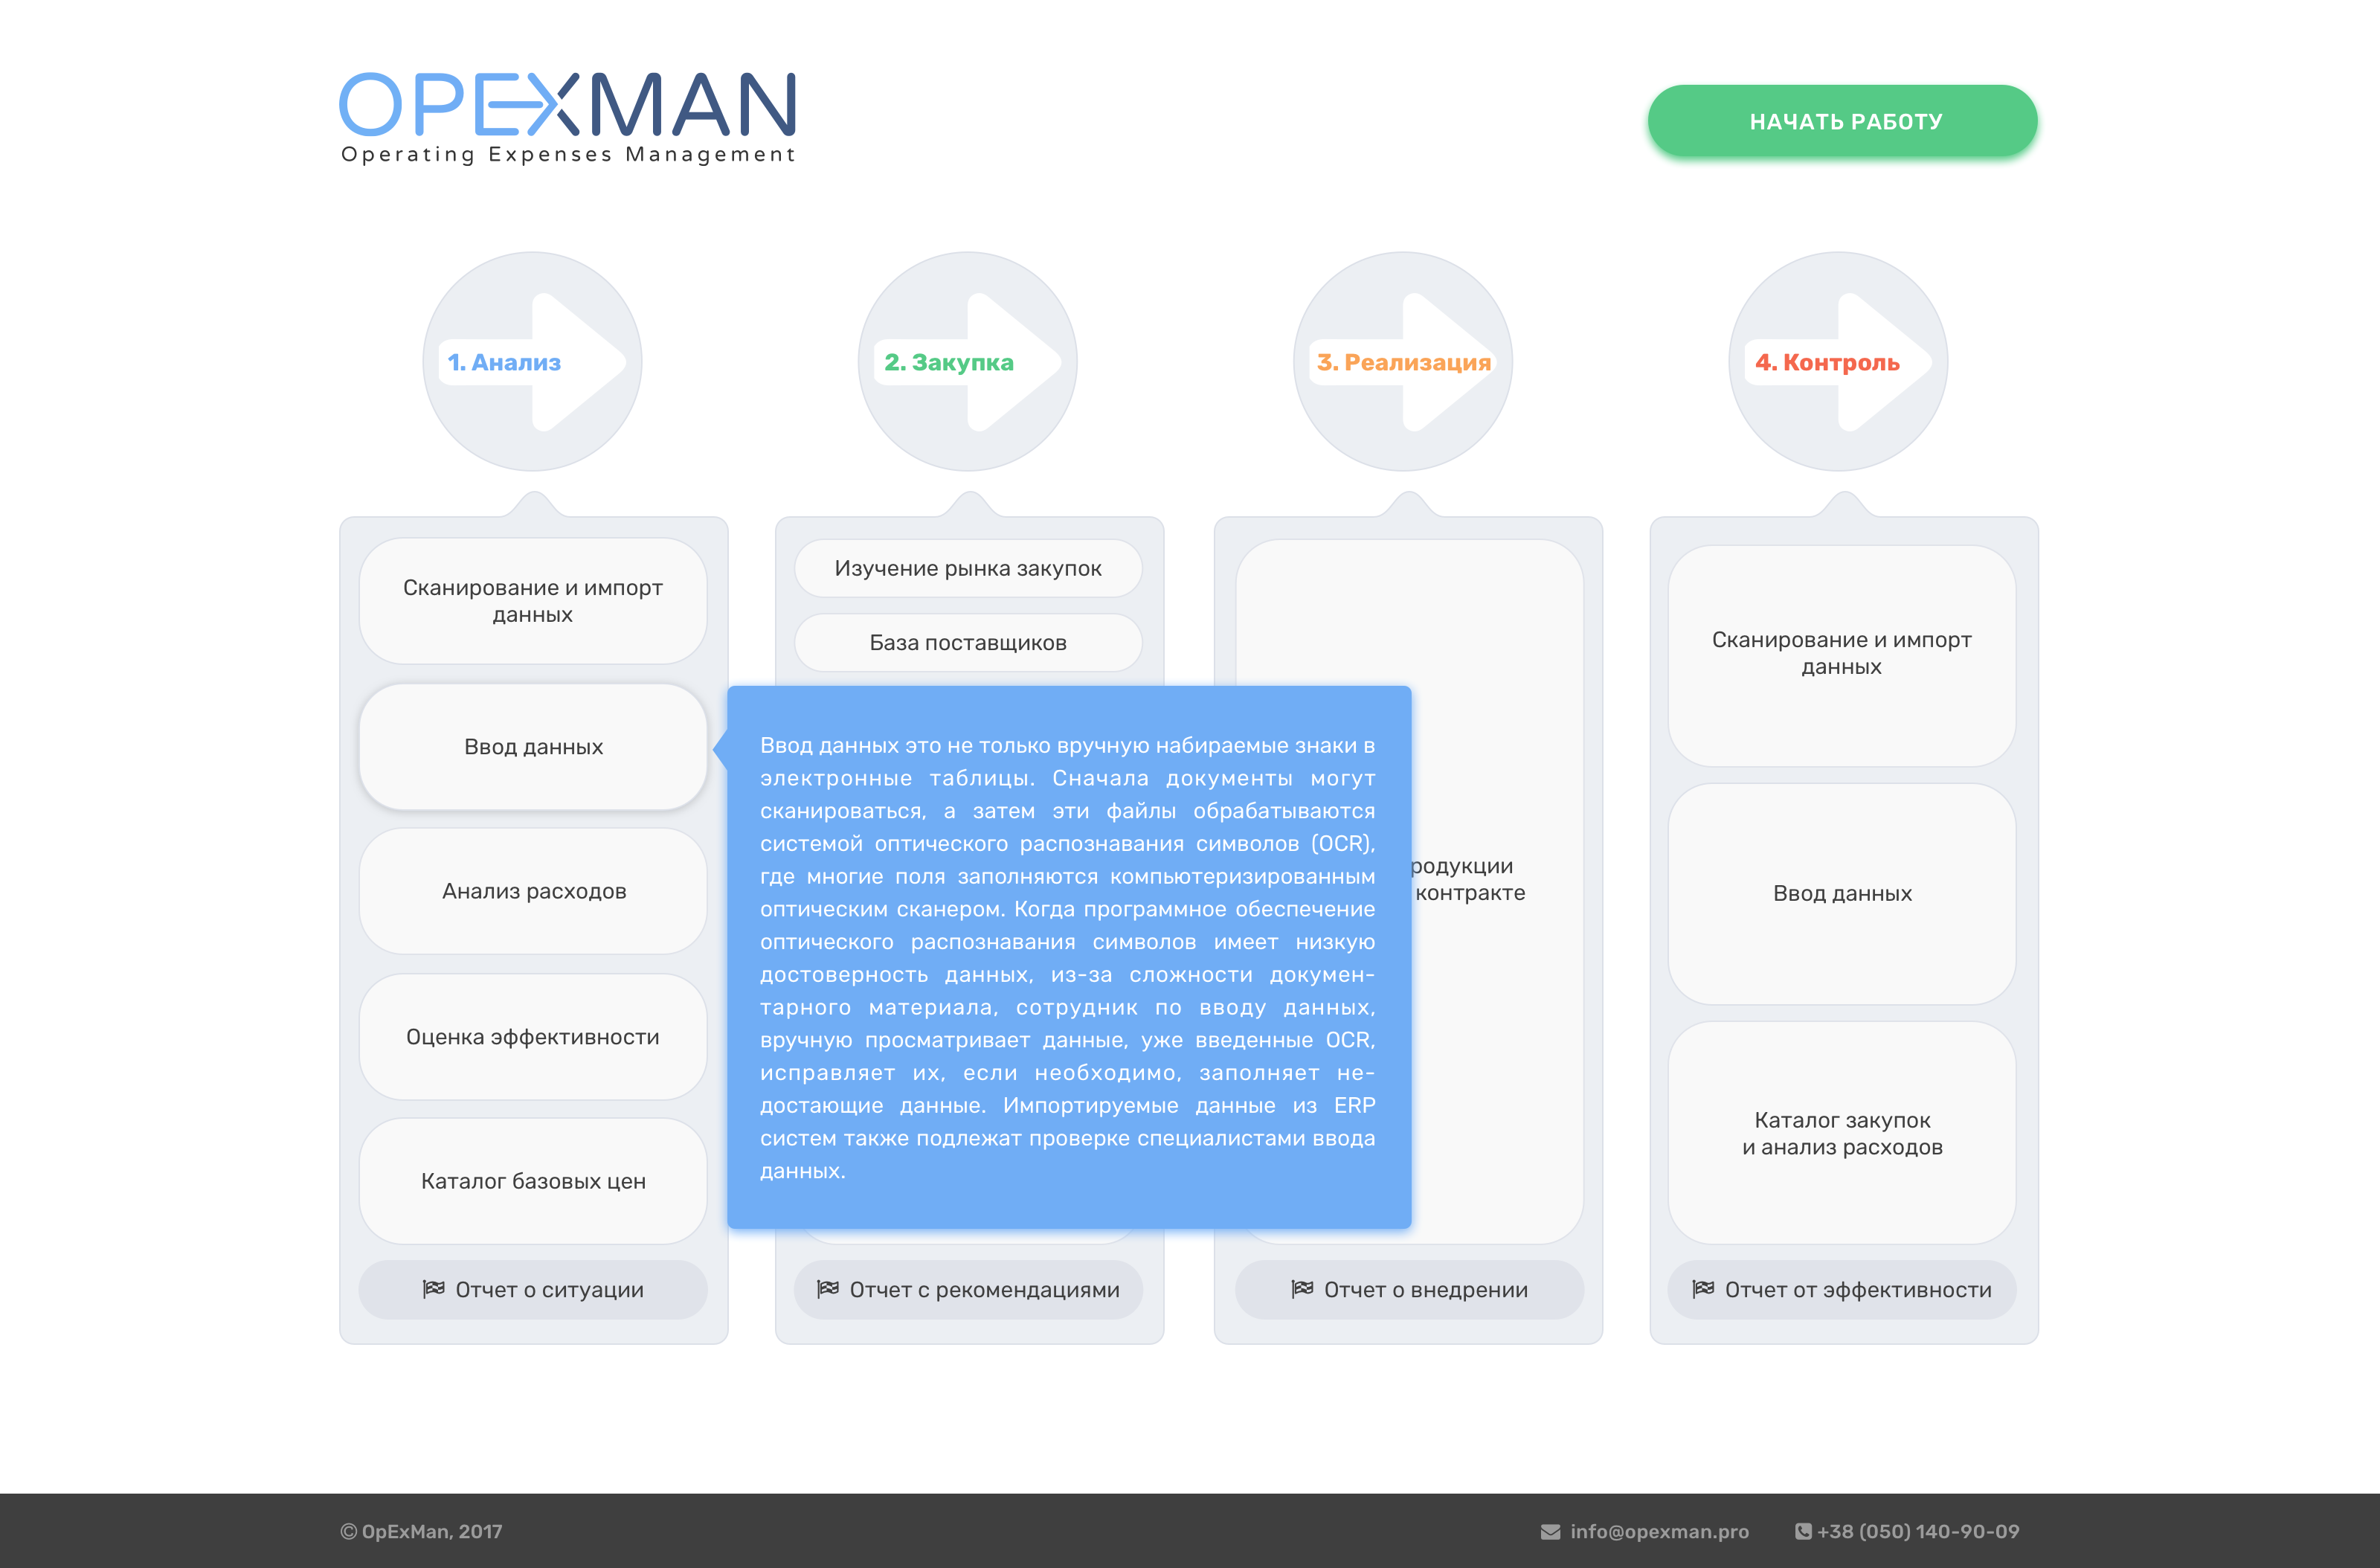 OPEXMAN
Operating Expenses Management
НАЧАТЬ РАБОТУ
1. Анализ
2. Закупка
3. Реализация
4. Контроль
Сканирование и импорт
данных
Ввод данных
Анализ расходов
Оценка эффективности
Каталог базовых цен
Отчет о ситуации
Изучение рынка закупок
База поставщиков
Ввод данных это не только вручную набираемые знаки в
электронные таблицы. Сначала документы могут
сканироваться, а затем эти файлы обрабатываются
системой оптического распознавания символов (OCR),
где многие поля заполняются компьютеризированным
оптическим сканером. Когда программное обеспечение
оптического распознавания символов имеет низкую
достоверность данных, из-за сложности докумен-
тарного материала, сотрудник по вводу данных,
вручную просматривает данные, уже введенные OCR,
исправляет их, если необходимо, заполняет не-
достающие данные. Импортируемые данные из ERP
систем также подлежат проверке специалистами ввода
данных.
Отчет с рекомендациями
контракте
Отчет о внедрении
Сканирование и импорт
данных
Ввод данных
Каталог закупок
и анализ расходов
Отчет от эффективности
© OpExMan, 2017
info@opexman.pro
+38 (050) 140-90-09